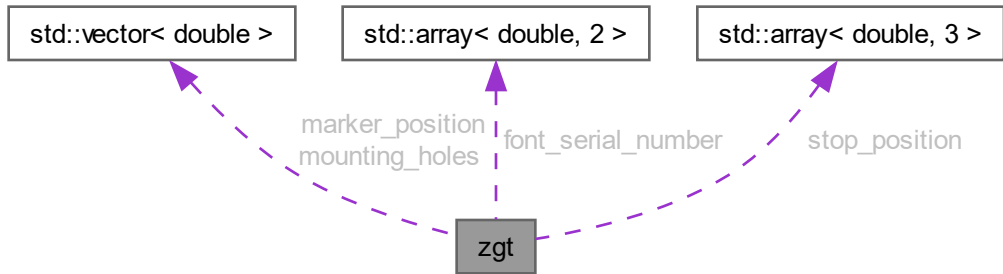 std::vector< double >
std::array< double, 2 >
std::array< double, 3 >
marker_position
mounting_holes
font_serial_number
stop_position
zgt